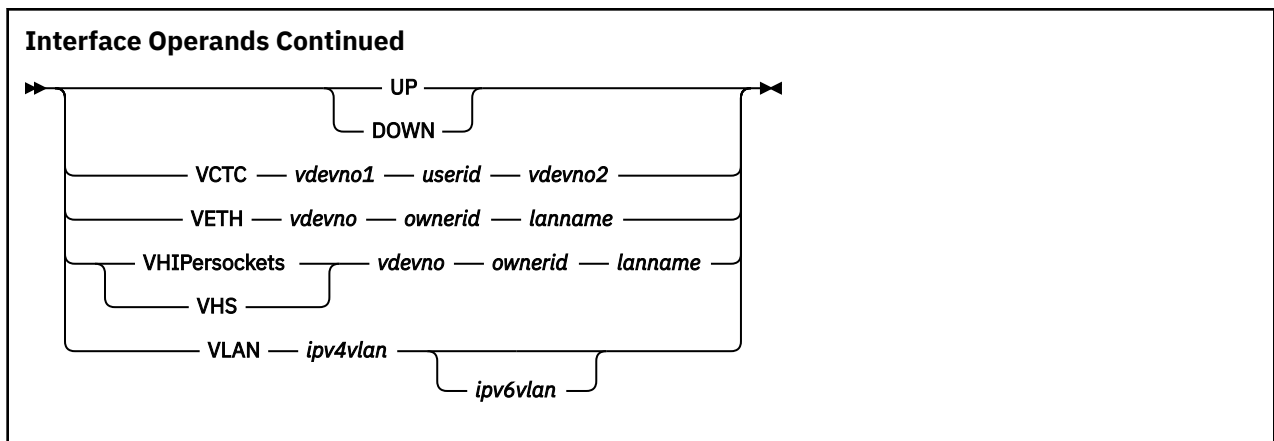 Interface Operands Continued
UP
DOWN
VCTC vdevno1 userid vdevno2
VETH vdevno ownerid lanname
VHIPersockets vdevno ownerid lanname
VHS
VLAN ipv4vlan
ipv6vlan